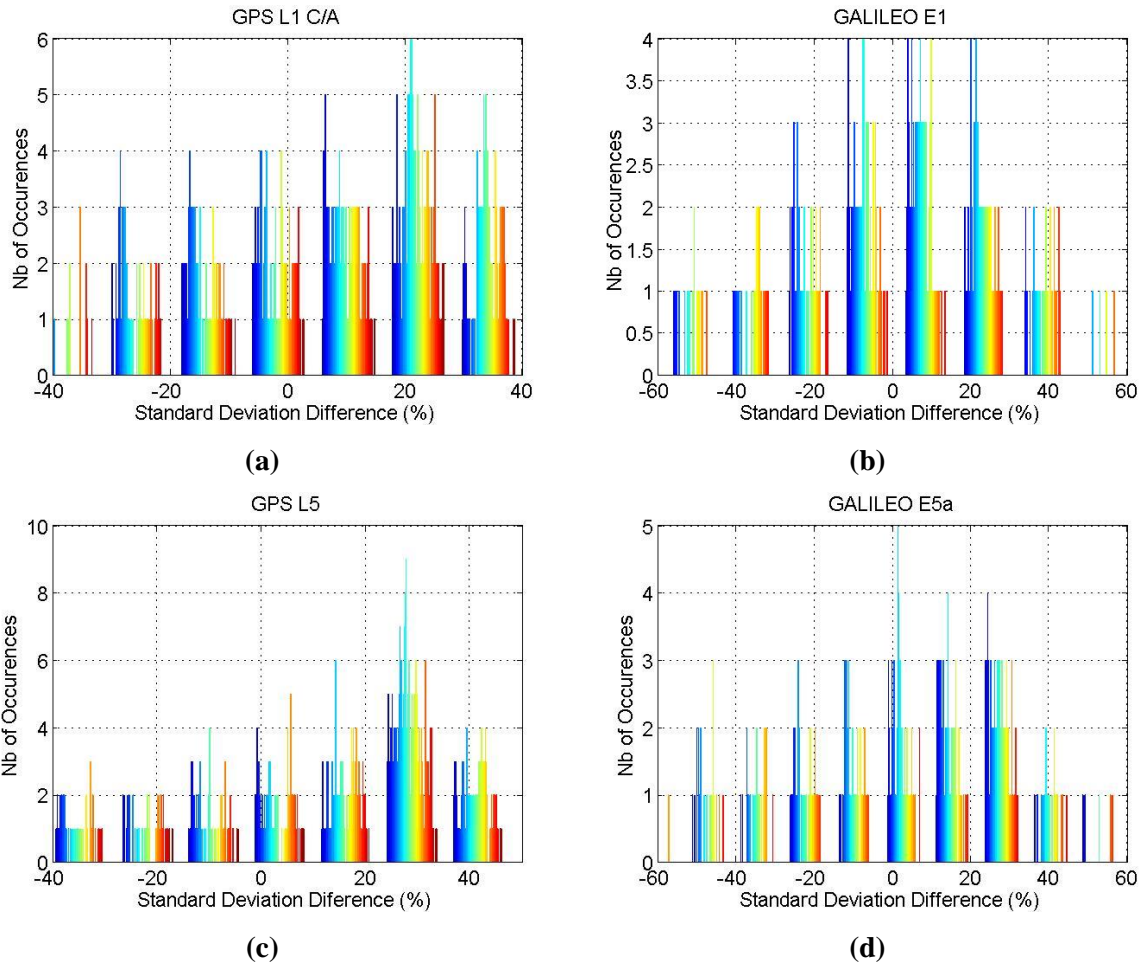 GPS L1 C/A
6
5
4
3
2
1
0
Nb of Occurences
-40 -20 0 20 40
Standard Deviation Difference (%)
(a)
GALILEO E1
4
3.5
3
2.5
2
1.5
1
0.5
0
Nb of Occurences
-60 -40 -20 0 20 40 60
Standard Deviation Difference (%)
(b)
GPS L5
10
8
6
4
2
0
Nb of Occurences
-40 -20 0 20 40
Standard Deviation Difference (%)
(c)
GALILEO E5a
5
4
3
2
1
0
Nb of Occurences
-60 -40 -20 0 20 40 60
Standard Deviation Difference (%)
(d)